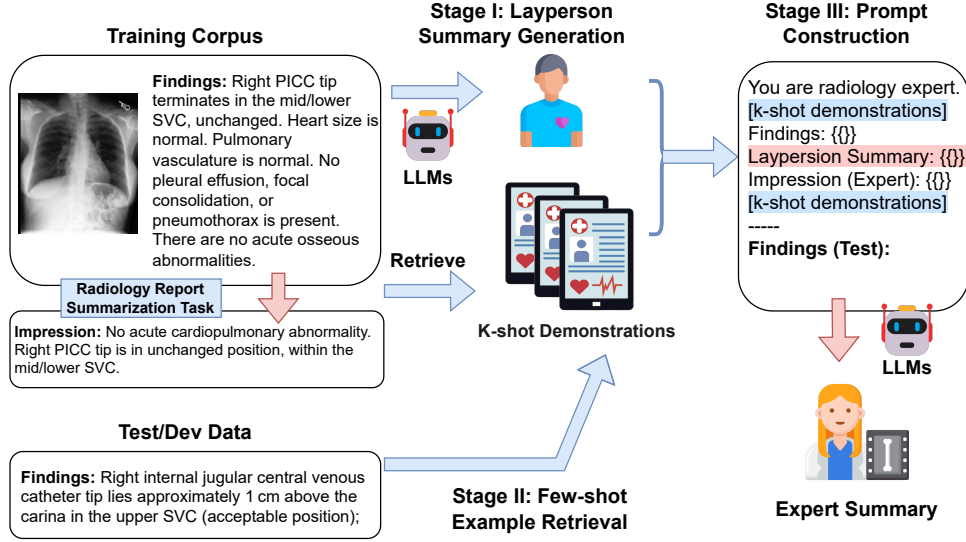 Training Corpus
Findings: Right PICC tip
terminates in the mid/lower
SVC, unchanged. Heart size is
normal. Pulmonary
vasculature is normal. No
pleural effusion, focal
consolidation, or
pneumothorax is present.
There are no acute osseous
abnormalities.
Radiology Report
Summarization Task
Impression: No acute cardiopulmonary abnormality.
Right PICC tip is in unchanged position, within the
mid/lower SVC.
Test/Dev Data
Findings: Right internal jugular central venous
catheter tip lies approximately 1 cm above the
carina in the upper SVC (acceptable position);
Stage I: Layperson
Summary Generation
LLMs
Retrieve
K-shot Demonstrations
Stage II: Few-shot
Example Retrieval
Stage III: Prompt
Construction
You are radiology expert.
[k-shot demonstrations]
Findings: {{}}
Laypersion Summary: {{}}
Impression (Expert): {{}}
[k-shot demonstrations]
-----
Findings (Test):
LLMs
Expert Summary